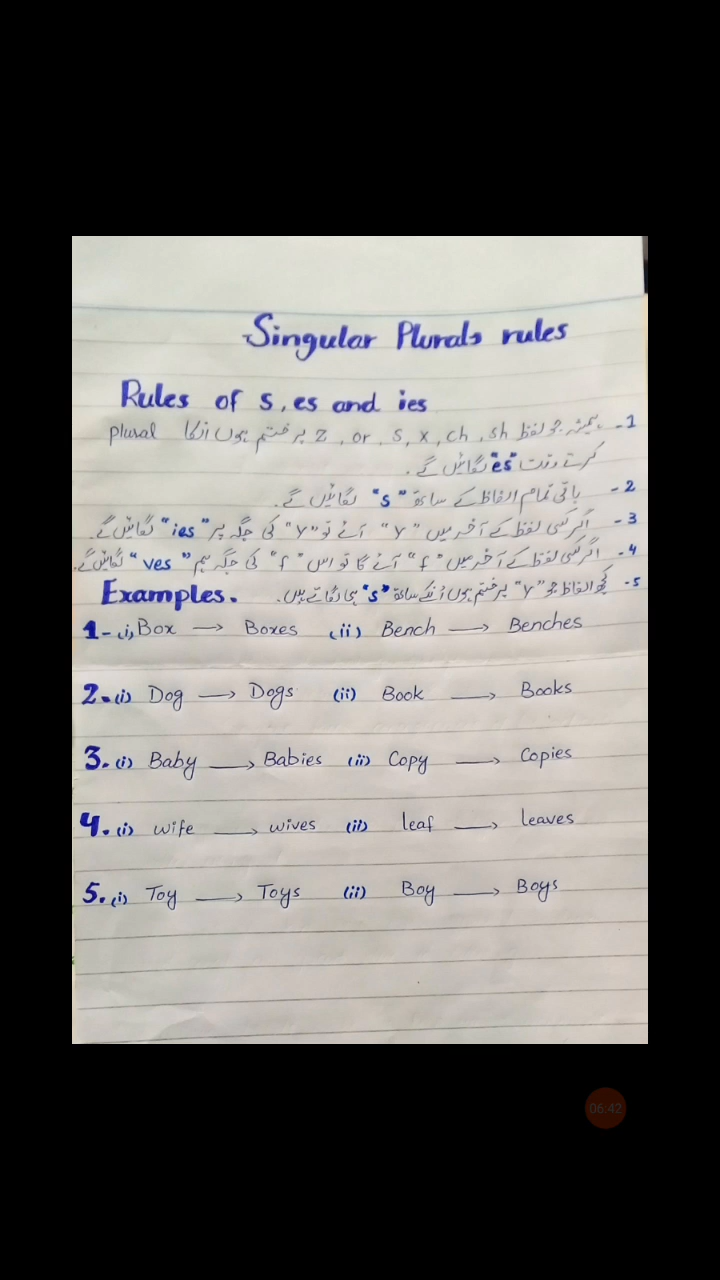 Singular Plurals rules
Rules of s, es and ies
1- ہمیشہ جو لفظ sh, ch, x, s, or, z پر ختم ہوں انکا plural
کرتے وقت "es" لگائیں گے۔
2- باقی تمام الفاظ کے ساتھ "s" لگائیں گے۔
3- اگر کسی لفظ کے آخر میں "y" آئے تو "y" کی جگہ پر "ies" لگائیں گے۔
4- اگر کسی لفظ کے آخر میں "f" آئے گا تو اس "f" کی جگہ ہم "ves" لگائیں گے۔
5- کچھ الفاظ جو "y" پر ختم ہوں اُنکے ساتھ "s" ہی لگاتے ہیں۔
Examples.
1-(i) Box → Boxes (ii) Bench → Benches
2.(i) Dog → Dogs (ii) Book → Books
3.(i) Baby → Babies (ii) Copy → Copies
4.(i) wife → wives (ii) leaf → leaves
5.(i) Toy → Toys (ii) Boy → Boys
06:42